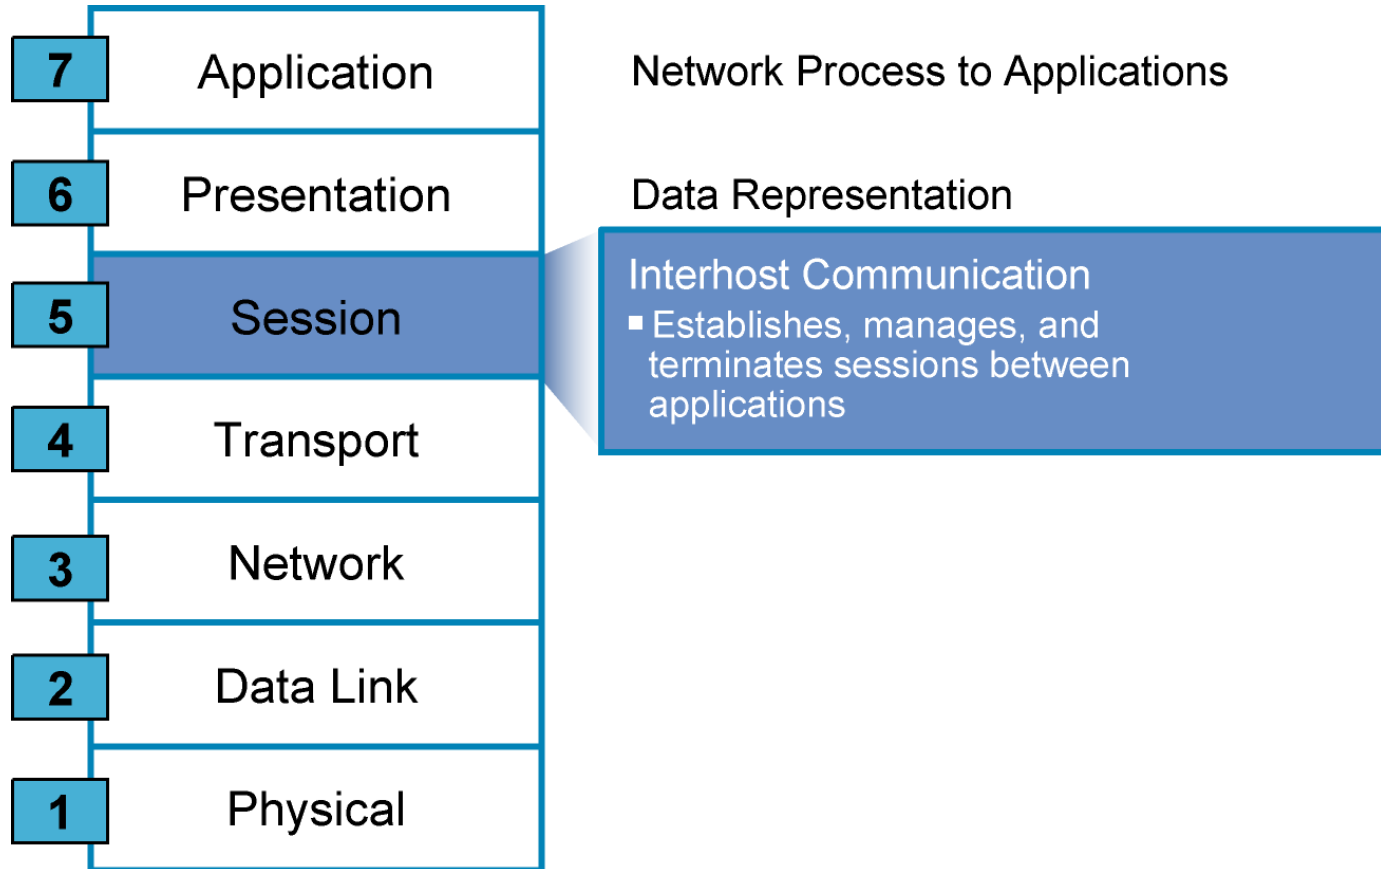 7 Application Network Process to Applications
6 Presentation Data Representation
5 Session Interhost Communication
▪ Establishes, manages, and
terminates sessions between
applications
4 Transport
3 Network
2 Data Link
1 Physical